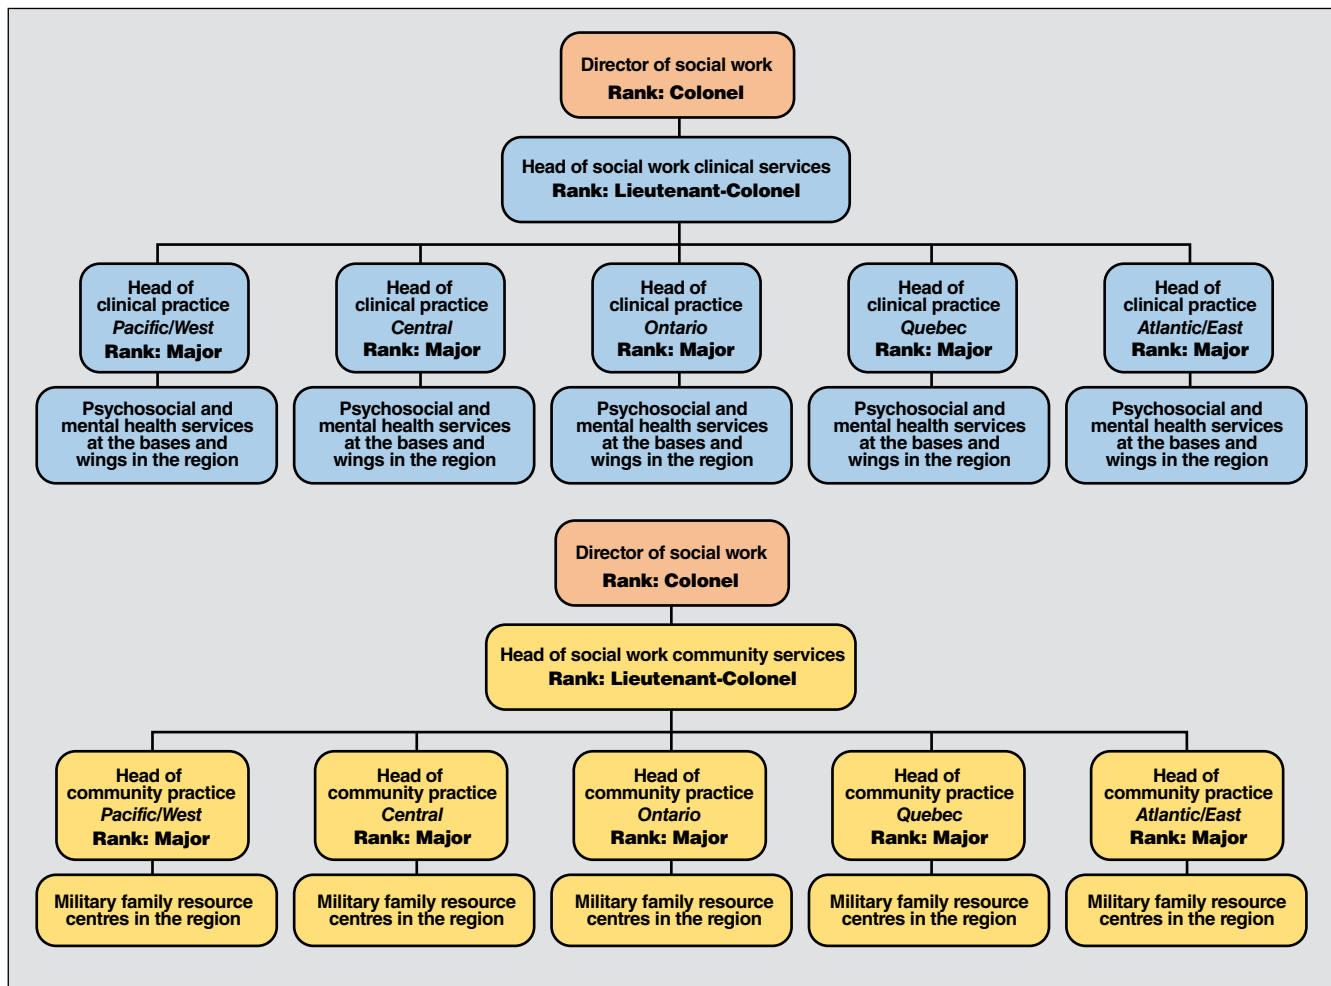 Director of social work
Rank: Colonel
Head of social work clinical services
Rank: Lieutenant-Colonel
Head of
clinical practice
Pacific/West
Rank: Major
Head of
clinical practice
Central
Rank: Major
Head of
clinical practice
Ontario
Rank: Major
Head of
clinical practice
Quebec
Rank: Major
Head of
clinical practice
Atlantic/East
Rank: Major
Psychosocial and
mental health services
at the bases and
wings in the region
Psychosocial and
mental health services
at the bases and
wings in the region
Psychosocial and
mental health services
at the bases and
wings in the region
Psychosocial and
mental health services
at the bases and
wings in the region
Psychosocial and
mental health services
at the bases and
wings in the region
Director of social work
Rank: Colonel
Head of social work community services
Rank: Lieutenant-Colonel
Head of
community practice
Pacific/West
Rank: Major
Head of
community practice
Central
Rank: Major
Head of
community practice
Ontario
Rank: Major
Head of
community practice
Quebec
Rank: Major
Head of
community practice
Atlantic/East
Rank: Major
Military family resource
centres in the region
Military family resource
centres in the region
Military family resource
centres in the region
Military family resource
centres in the region
Military family resource
centres in the region